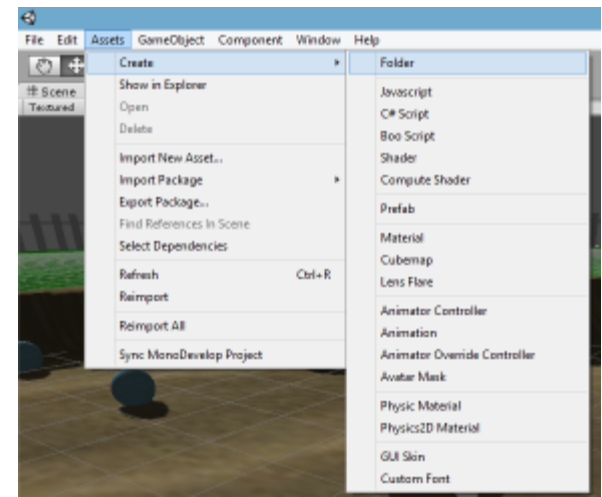 File Edit Assets GameObject Component Window Help
Scene
Textured
Create
Show in Explorer
Open
Delete
Import New Asset...
Import Package
Export Package...
Find References In Scene
Select Dependencies
Refresh Ctrl+R
Reimport
Reimport All
Sync MonoDevelop Project
Folder
Javascript
C# Script
Boo Script
Shader
Compute Shader
Prefab
Material
Cubemap
Lens Flare
Animator Controller
Animation
Animator Override Controller
Avatar Mask
Physic Material
Physics2D Material
GUI Skin
Custom Font